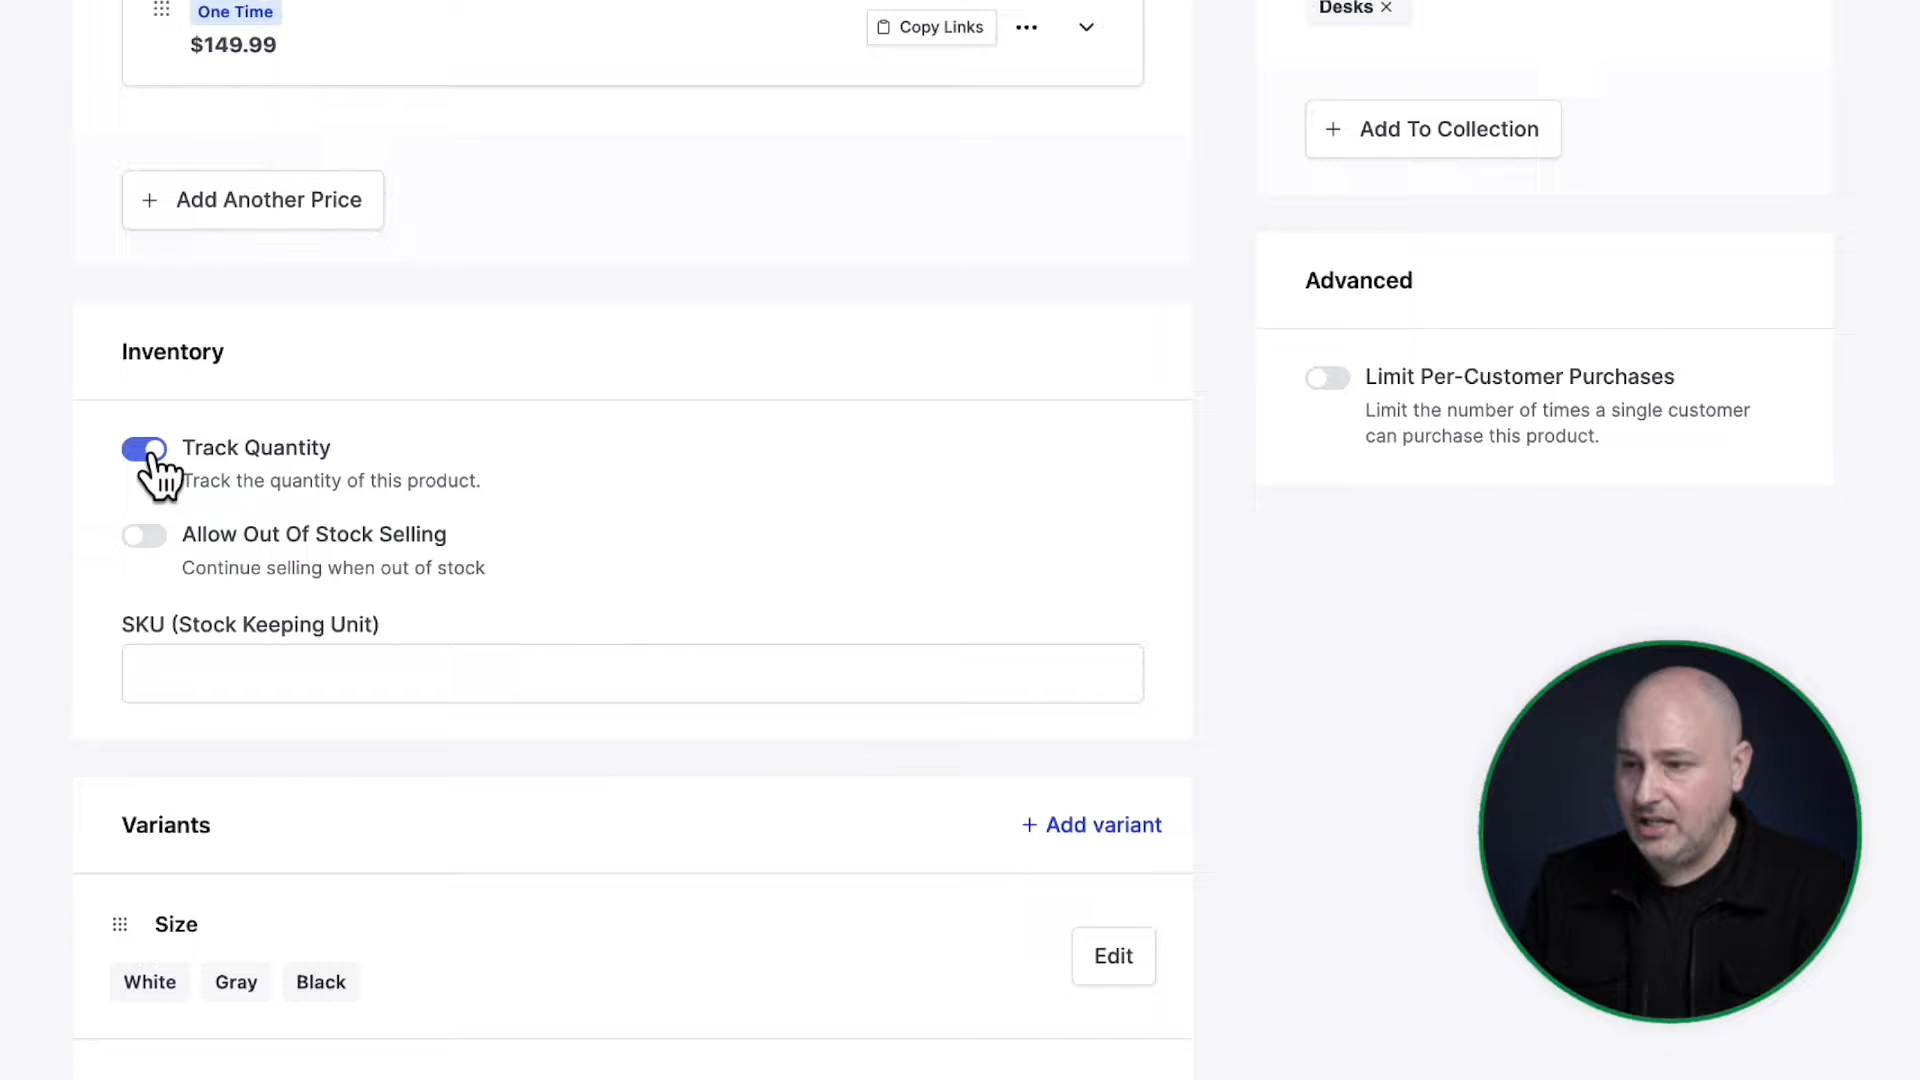 One Time
$149.99
Copy Links
Desks
Add To Collection
Add Another Price
Advanced
Limit Per-Customer Purchases
Limit the number of times a single customer
can purchase this product.
Inventory
Track Quantity
Track the quantity of this product.
Allow Out Of Stock Selling
Continue selling when out of stock
SKU (Stock Keeping Unit)
Variants
+ Add variant
Size
Edit
White Gray Black